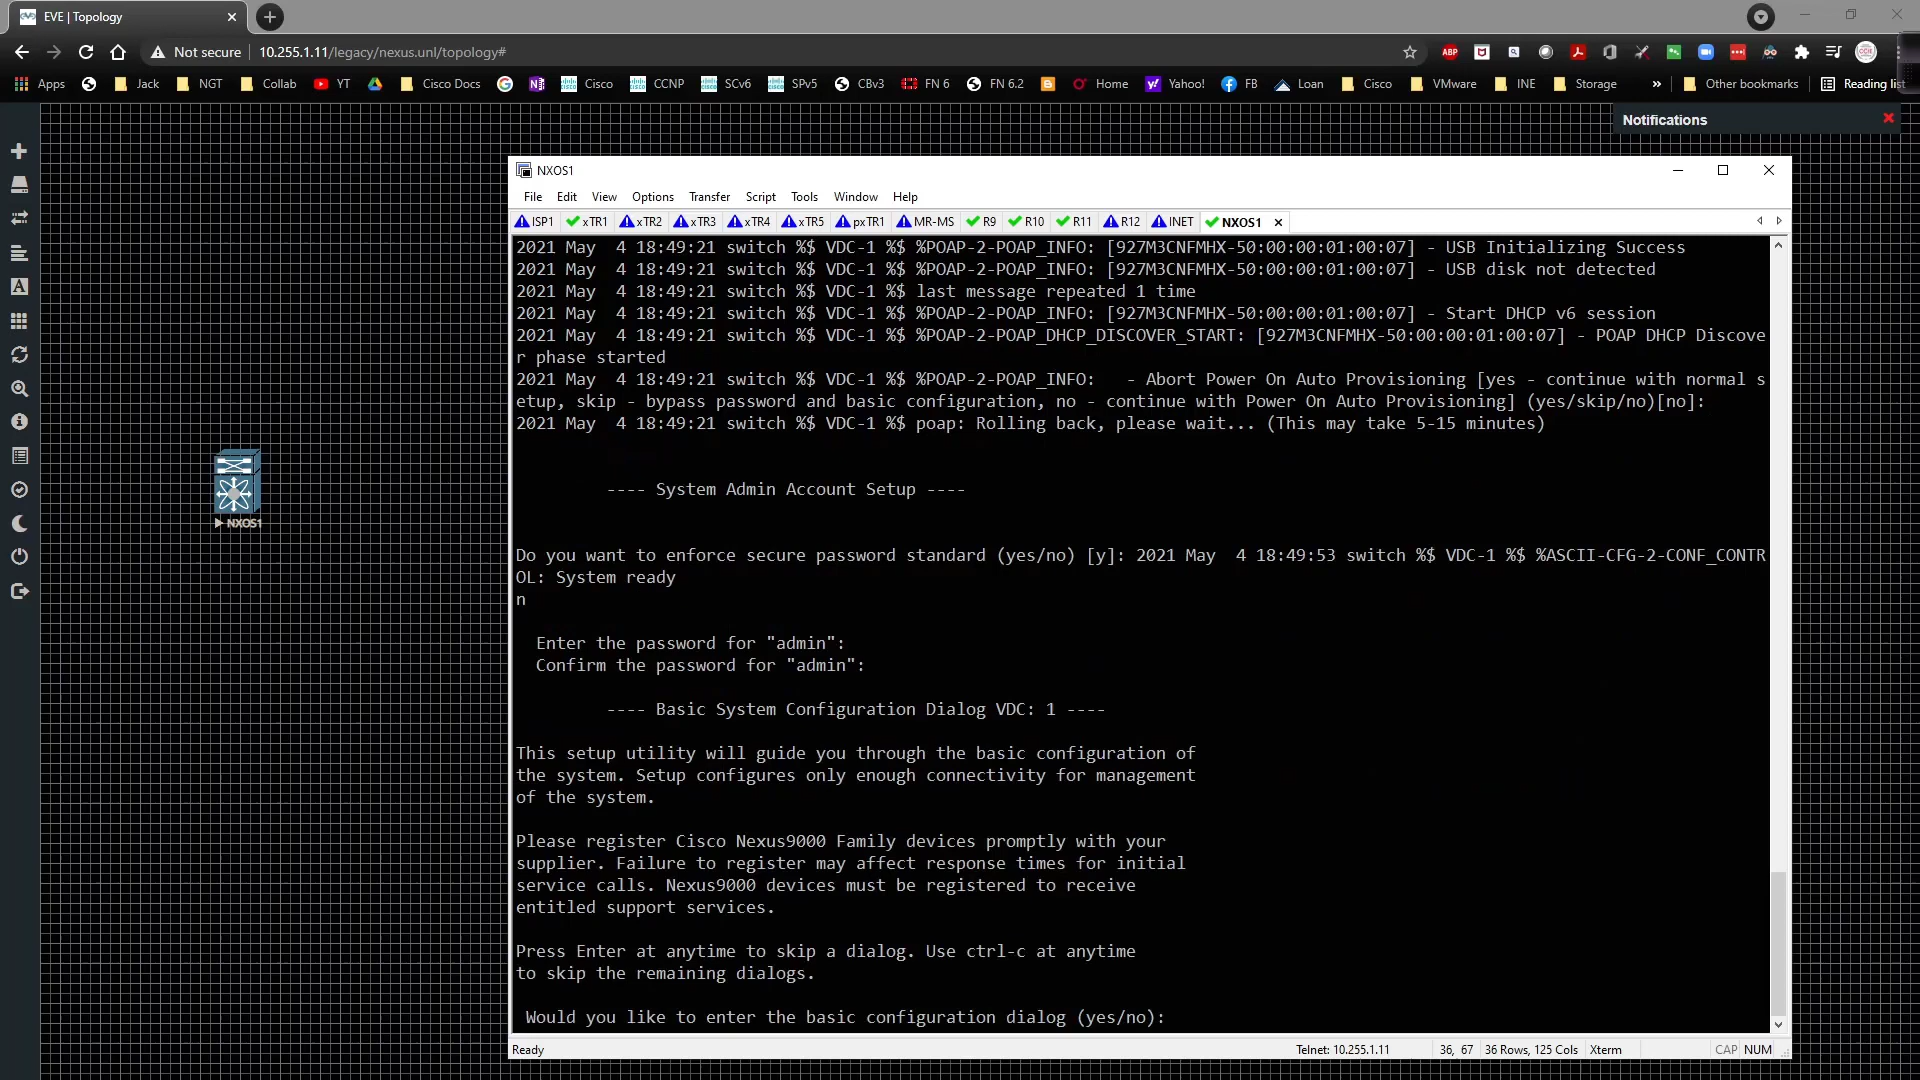 EVE | Topology
Not secure 10.255.1.11/legacy/nexus.unl/topology#
ABP
Apps Jack NGT Collab YT Cisco Docs Cisco CCNP SCv6 SPv5 CBv3 FN 6 FN 6.2 Home Yahoo! FB Loan Cisco VMware INE Storage » Other bookmarks Reading list
Notifications
NXOS1
File Edit View Options Transfer Script Tools Window Help
ISP1 xTR1 xTR2 xTR3 xTR4 xTR5 pxTR1 MR-MS R9 R10 R11 R12 INET NXOS1
2021 May  4 18:49:21 switch %$ VDC-1 %$ %POAP-2-POAP_INFO: [927M3CNFMHX-50:00:00:01:00:07] - USB Initializing Success
2021 May  4 18:49:21 switch %$ VDC-1 %$ %POAP-2-POAP_INFO: [927M3CNFMHX-50:00:00:01:00:07] - USB disk not detected
2021 May  4 18:49:21 switch %$ VDC-1 %$ last message repeated 1 time
2021 May  4 18:49:21 switch %$ VDC-1 %$ %POAP-2-POAP_INFO: [927M3CNFMHX-50:00:00:01:00:07] - Start DHCP v6 session
2021 May  4 18:49:21 switch %$ VDC-1 %$ %POAP-2-POAP_DHCP_DISCOVER_START: [927M3CNFMHX-50:00:00:01:00:07] - POAP DHCP Discove
r phase started
2021 May  4 18:49:21 switch %$ VDC-1 %$ %POAP-2-POAP_INFO:   - Abort Power On Auto Provisioning [yes - continue with normal s
etup, skip - bypass password and basic configuration, no - continue with Power On Auto Provisioning] (yes/skip/no)[no]:
2021 May  4 18:49:21 switch %$ VDC-1 %$ poap: Rolling back, please wait... (This may take 5-15 minutes)
---- System Admin Account Setup ----
Do you want to enforce secure password standard (yes/no) [y]: 2021 May  4 18:49:53 switch %$ VDC-1 %$ %ASCII-CFG-2-CONF_CONTR
OL: System ready
n
Enter the password for "admin":
Confirm the password for "admin":
---- Basic System Configuration Dialog VDC: 1 ----
This setup utility will guide you through the basic configuration of
the system. Setup configures only enough connectivity for management
of the system.
Please register Cisco Nexus9000 Family devices promptly with your
supplier. Failure to register may affect response times for initial
service calls. Nexus9000 devices must be registered to receive
entitled support services.
Press Enter at anytime to skip a dialog. Use ctrl-c at anytime
to skip the remaining dialogs.
Would you like to enter the basic configuration dialog (yes/no):
NXOS1
Ready Telnet: 10.255.1.11 36, 67 36 Rows, 125 Cols Xterm CAP NUM